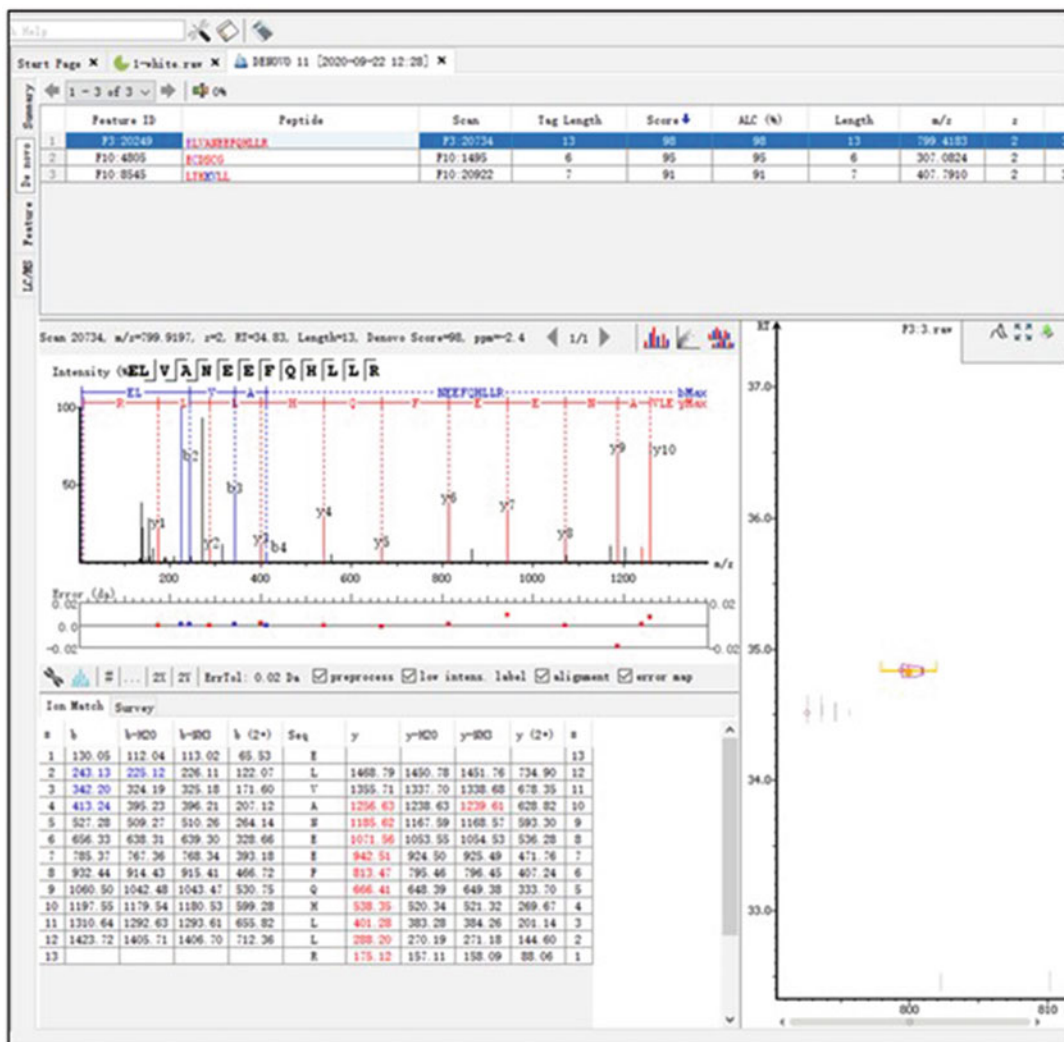 Help
Start Page 1-white.raw DENOVO 11 [2020-09-22 12:28]
1 - 3 of 3 0%
Summary
De novo
Feature
LC/MS
Feature ID Peptide Scan Tag Length Score ALC (%) Length m/z z
1 F3:20249 ELVANEEFQHLLR F3:20734 13 98 98 13 799.4183 2
2 F10:4805 ECDSCG F10:1495 6 95 95 6 307.0824 2
3 F10:8545 F10:20922 7 91 91 7 407.7910 2
Scan 20734, m/z=799.9197, z=2, RT=34.83, Length=13, Denovo Score=98, ppm=-2.4 1/1
Intensity (% EL V A N E E F Q H L L R
EL V A NEEFQHLLR bMax
R L L H Q F E E N A VLE yMax
100
50
y1 b2 y2 b3 y3 b4 y4 y5 y6 y7 y8 y9 y10
200 400 600 800 1000 1200 m/z
Error (da)
0.02 0.02
0.0 0.0
-0.02 -0.02
# ... 2X 2Y ErrTol: 0.02 Da preprocess low intens. label alignment error map
Ion Match Survey
# b b-H2O b-NH3 b (2+) Seq y y-H2O y-NH3 y (2+) #
1 130.05 112.04 113.02 65.53 E 13
2 243.13 225.12 226.11 122.07 L 1468.79 1450.78 1451.76 734.90 12
3 342.20 324.19 325.18 171.60 V 1355.71 1337.70 1338.68 678.35 11
4 413.24 395.23 396.21 207.12 A 1256.63 1238.63 1239.61 628.82 10
5 527.28 509.27 510.26 264.14 N 1185.62 1167.59 1168.57 593.30 9
6 656.33 638.31 639.30 328.66 E 1071.56 1053.55 1054.53 536.28 8
7 785.37 767.36 768.34 393.18 E 942.51 924.50 925.49 471.76 7
8 932.44 914.43 915.41 466.72 F 813.47 795.46 796.45 407.24 6
9 1060.50 1042.48 1043.47 530.75 Q 666.41 648.39 649.38 333.70 5
10 1197.55 1179.54 1180.53 599.28 H 538.35 520.34 521.32 269.67 4
11 1310.64 1292.63 1293.61 655.82 L 401.28 383.28 384.26 201.14 3
12 1423.72 1405.71 1406.70 712.36 L 288.20 270.19 271.18 144.60 2
13 R 175.12 157.11 158.09 88.06 1
RT F3:3.raw
37.0
36.0
35.0
34.0
33.0
800 810